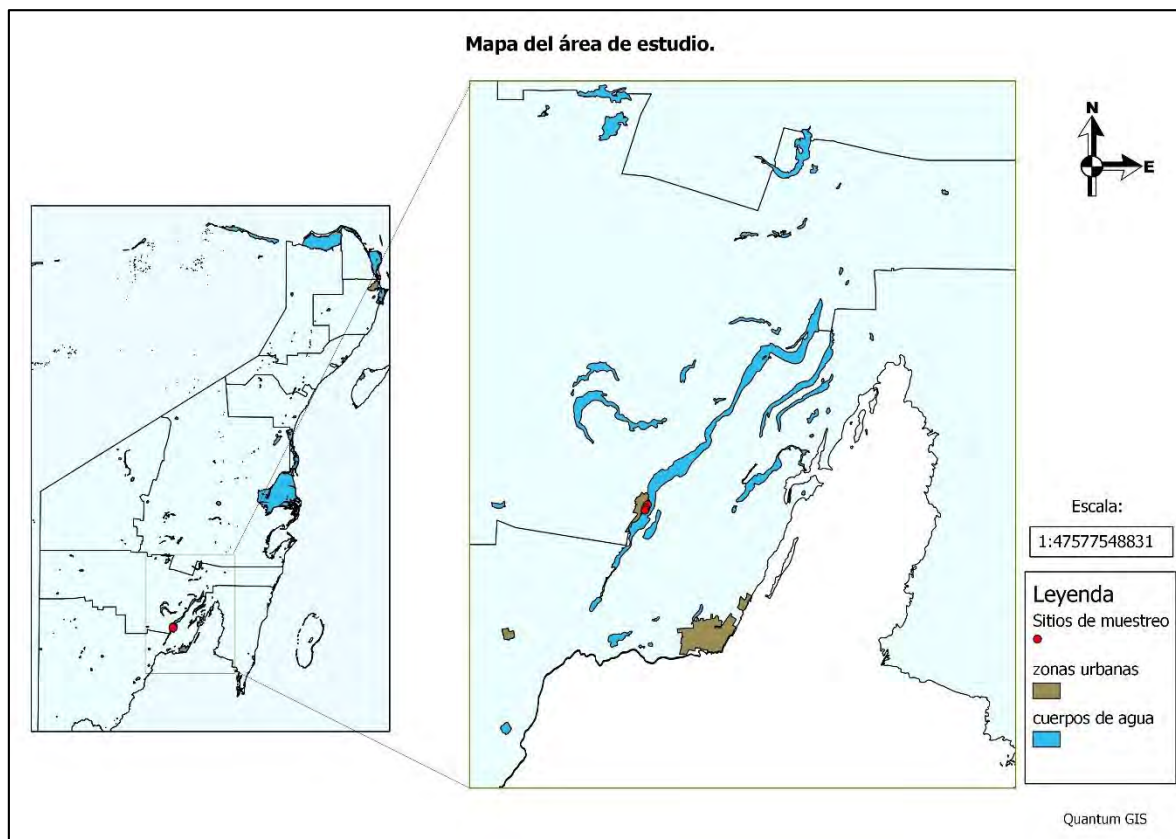 Mapa del área de estudio.
N
E
Escala:
1:47577548831
Leyenda
Sitios de muestreo
zonas urbanas
cuerpos de agua
Quantum GIS